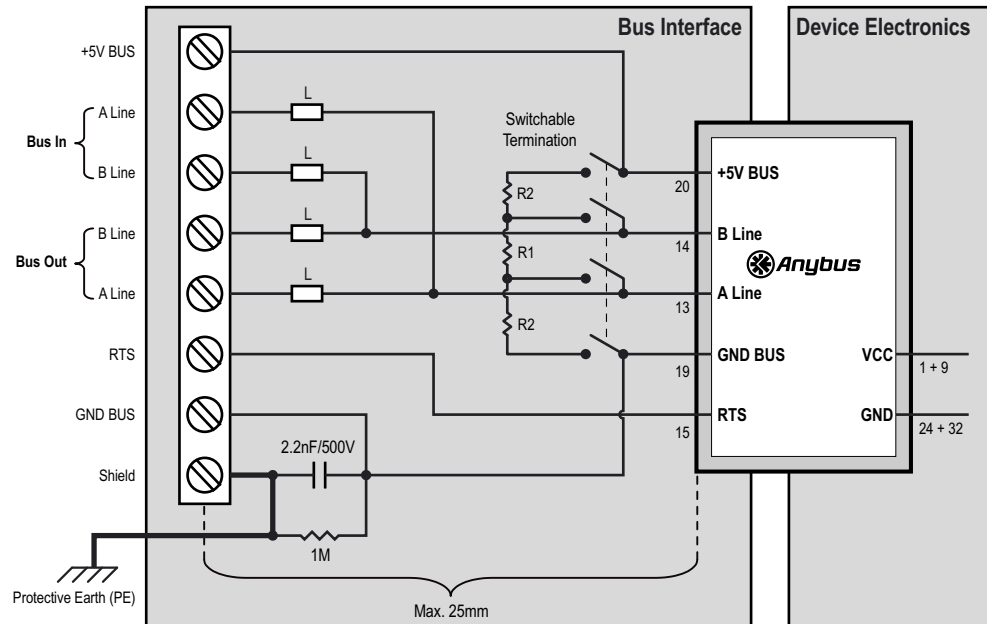 Bus Interface
Device Electronics
+5V BUS
A Line
Bus In
B Line
B Line
Bus Out
A Line
RTS
GND BUS
Shield
Protective Earth (PE)
L
L
L
L
2.2nF/500V
1M
Max. 25mm
Switchable
Termination
R2
R1
R2
20
14
13
19
15
+5V BUS
B Line
Anybus
A Line
GND BUS
RTS
VCC
GND
1 + 9
24 + 32